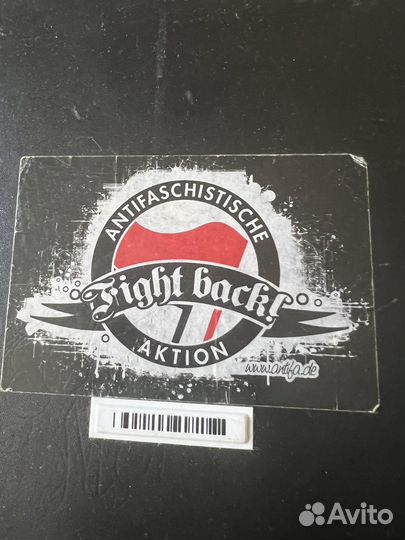 ANTIFASCHISTISCHE
Fight back!
AKTION
www.antifa.de
Avito